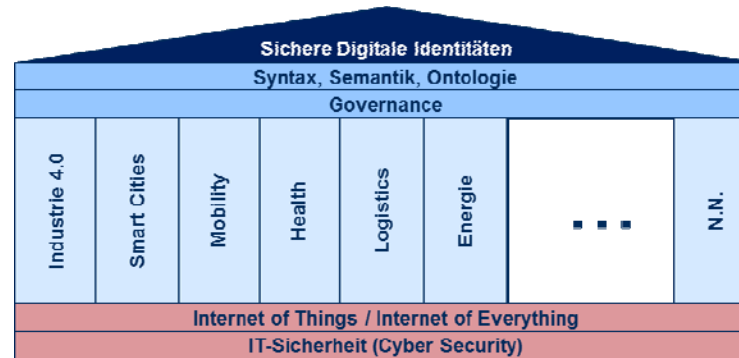 Sichere Digitale Identitäten
Syntax, Semantik, Ontologie
Governance
Industrie 4.0
Smart Cities
Mobility
Health
Logistics
Energie
...
N.N.
Internet of Things / Internet of Everything
IT-Sicherheit (Cyber Security)